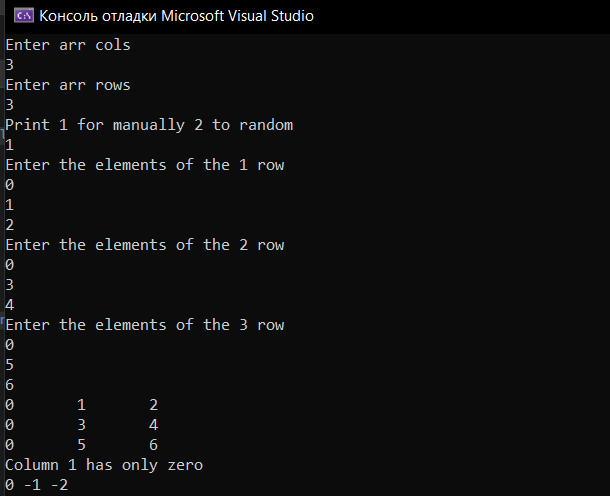 C:\ Консоль отладки Microsoft Visual Studio
Enter arr cols
3
Enter arr rows
3
Print 1 for manually 2 to random
1
Enter the elements of the 1 row
0
1
2
Enter the elements of the 2 row
0
3
4
Enter the elements of the 3 row
0
5
6
0 1 2
0 3 4
0 5 6
Column 1 has only zero
0 -1 -2